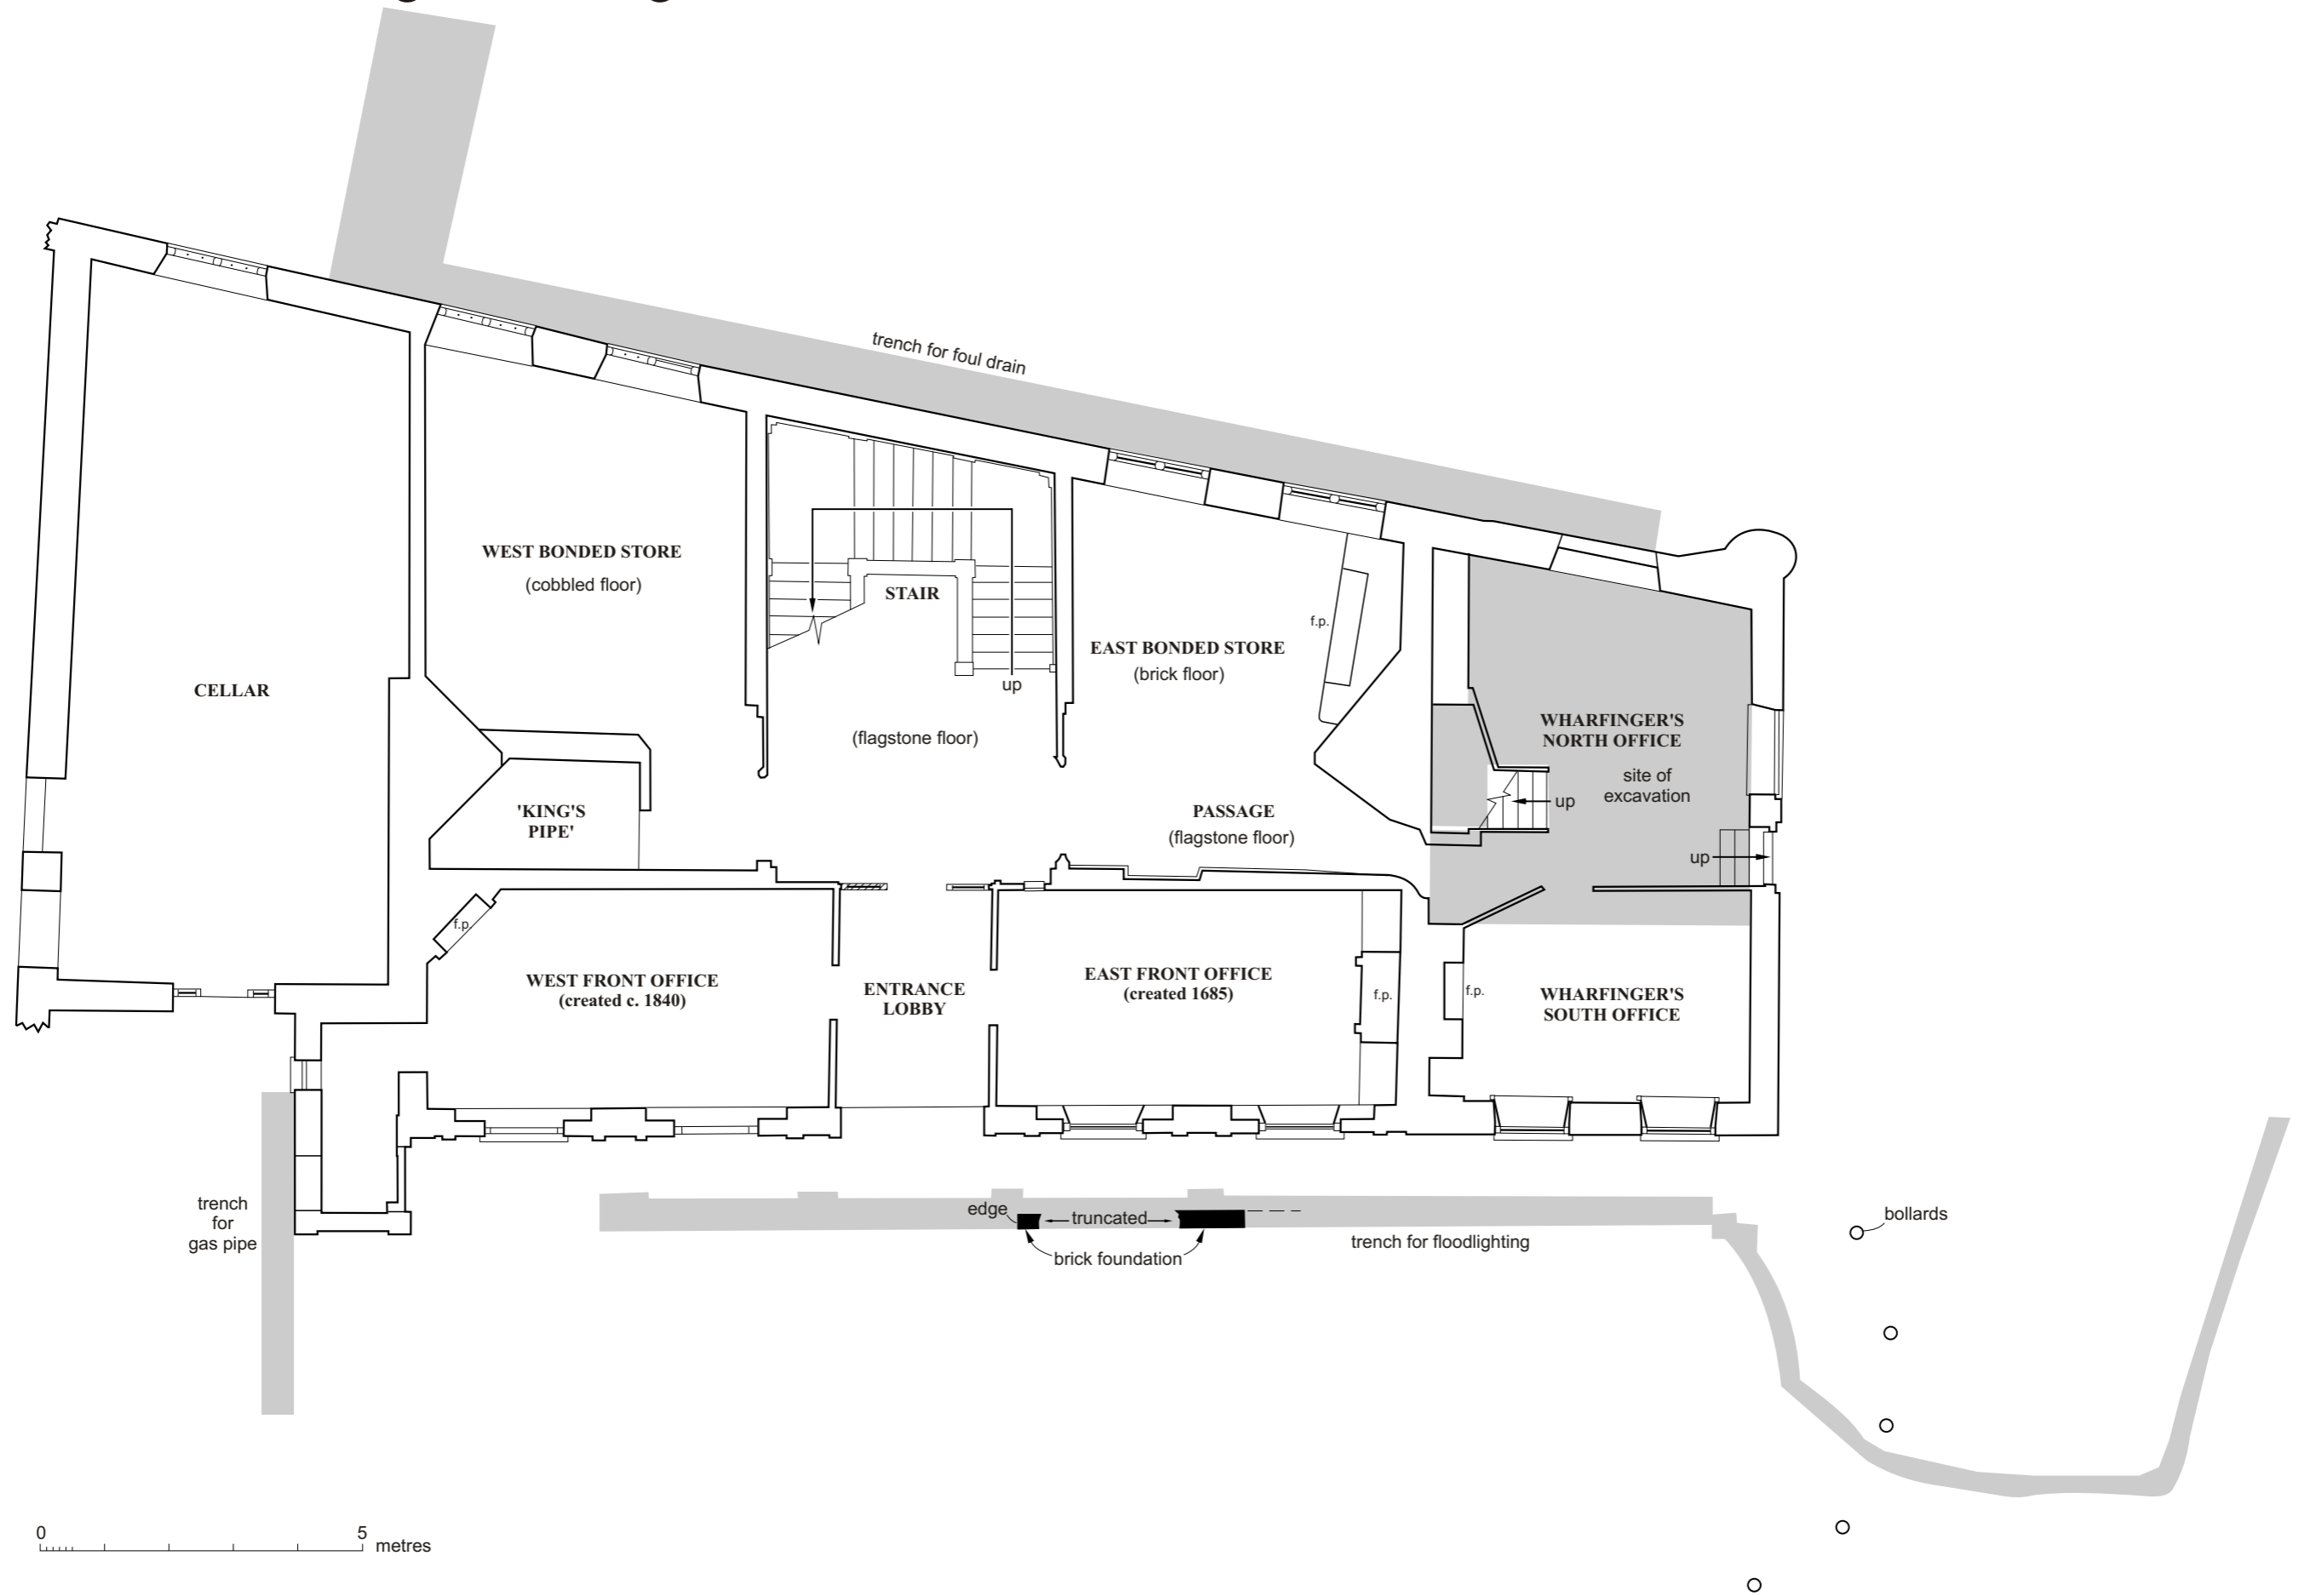 trench for foul drain
WEST BONDED STORE
(cobbled floor)
STAIR
up
f.p.
EAST BONDED STORE
(brick floor)
CELLAR
(flagstone floor)
WHARFINGER'S
NORTH OFFICE
site of
excavation
up
'KING'S
PIPE'
PASSAGE
(flagstone floor)
up
f.p.
WEST FRONT OFFICE
(created c. 1840)
ENTRANCE
LOBBY
EAST FRONT OFFICE
(created 1685)
f.p.
f.p.
WHARFINGER'S
SOUTH OFFICE
trench
for
gas pipe
edge
truncated
brick foundation
trench for floodlighting
bollards
0 5
metres